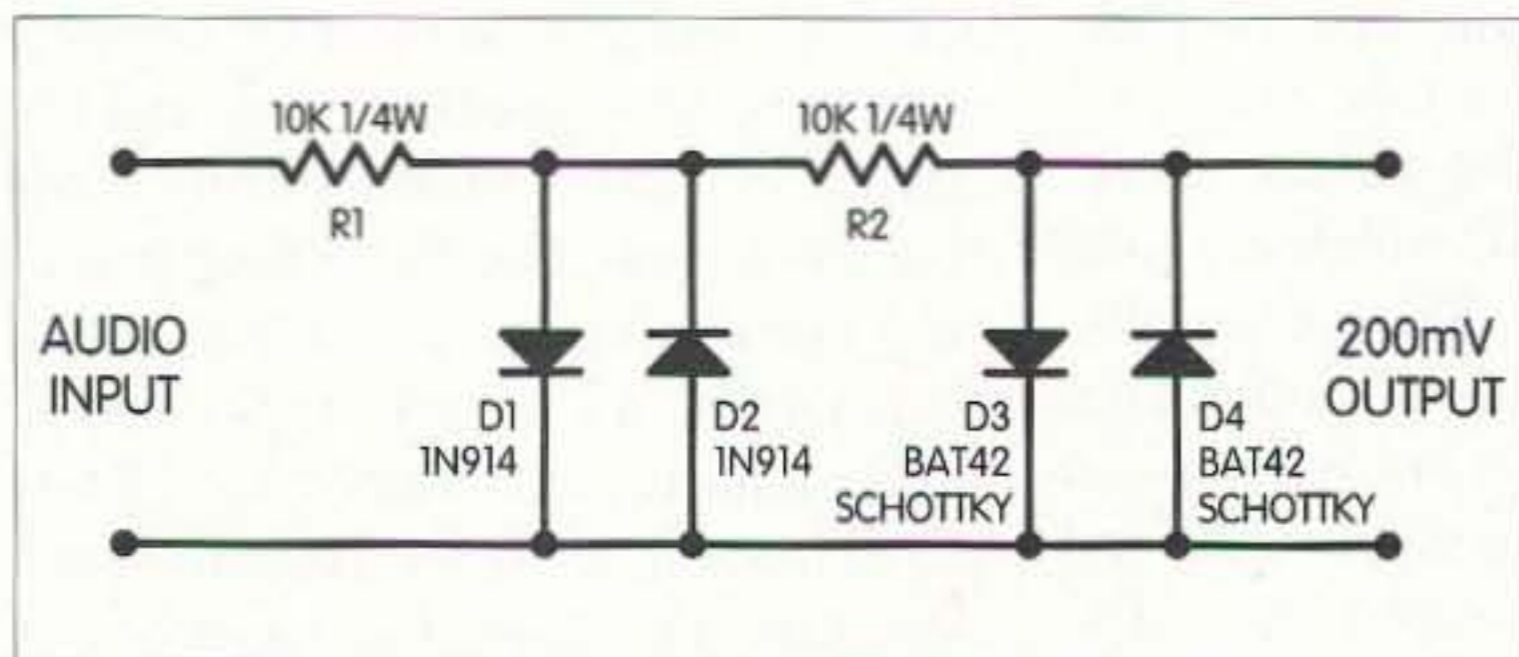 10K 1/4W
10K 1/4W
R1
R2
AUDIO
INPUT
200mV
OUTPUT
D1
1N914
D2
1N914
D3
BAT42
SCHOTTKY
D4
BAT42
SCHOTTKY